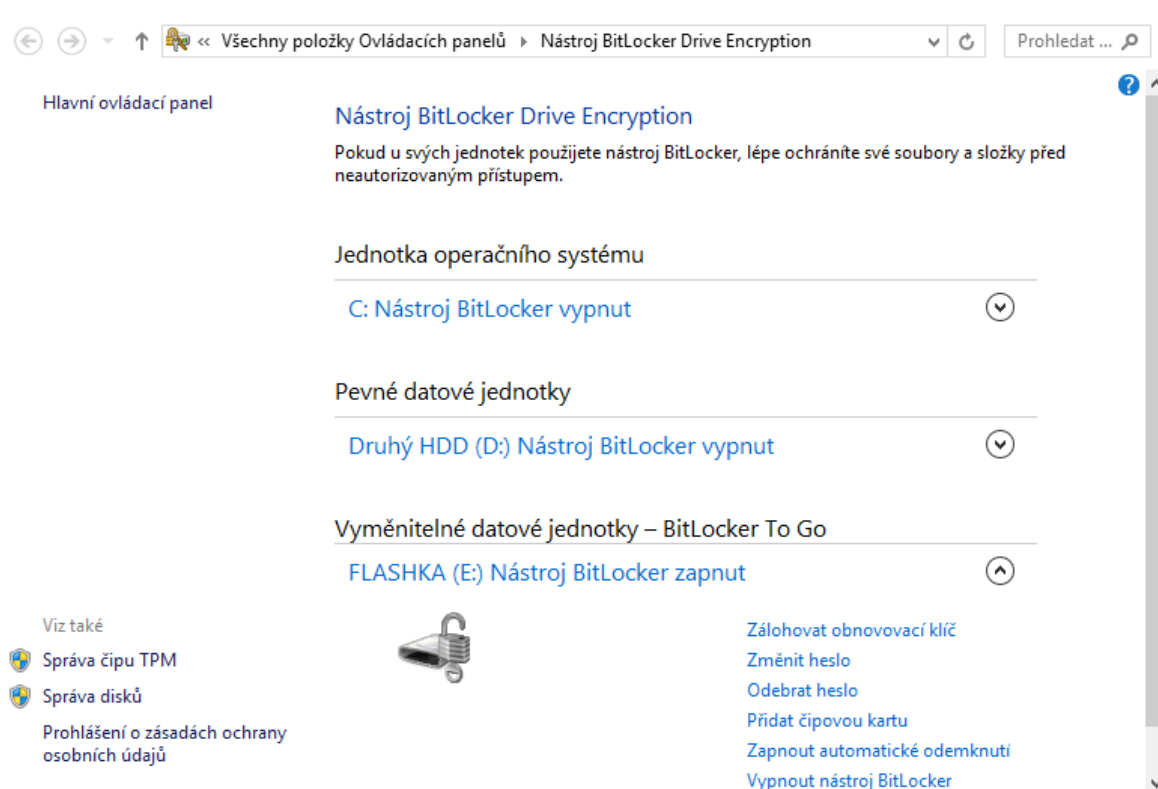 « Všechny položky Ovládacích panelů Nástroj BitLocker Drive Encryption
Prohledat ...
Hlavní ovládací panel
?
Nástroj BitLocker Drive Encryption
Pokud u svých jednotek použijete nástroj BitLocker, lépe ochráníte své soubory a složky před
neautorizovaným přístupem.
Jednotka operačního systému
C: Nástroj BitLocker vypnut
Pevné datové jednotky
Druhý HDD (D:) Nástroj BitLocker vypnut
Vyměnitelné datové jednotky – BitLocker To Go
FLASHKA (E:) Nástroj BitLocker zapnut
Zálohovat obnovovací klíč
Změnit heslo
Odebrat heslo
Přidat čipovou kartu
Zapnout automatické odemknutí
Vypnout nástroj BitLocker
Viz také
Správa čipu TPM
Správa disků
Prohlášení o zásadách ochrany
osobních údajů